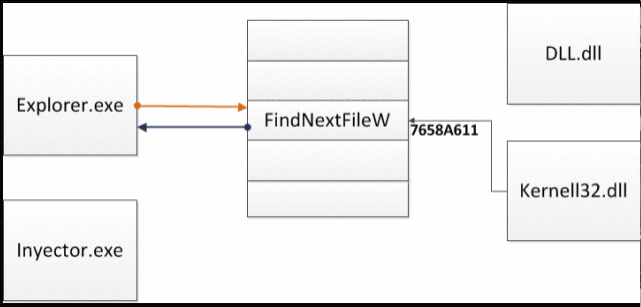 DLL.dll
Explorer.exe
FindNextFileW
7658A611
Kernell32.dll
Inyector.exe